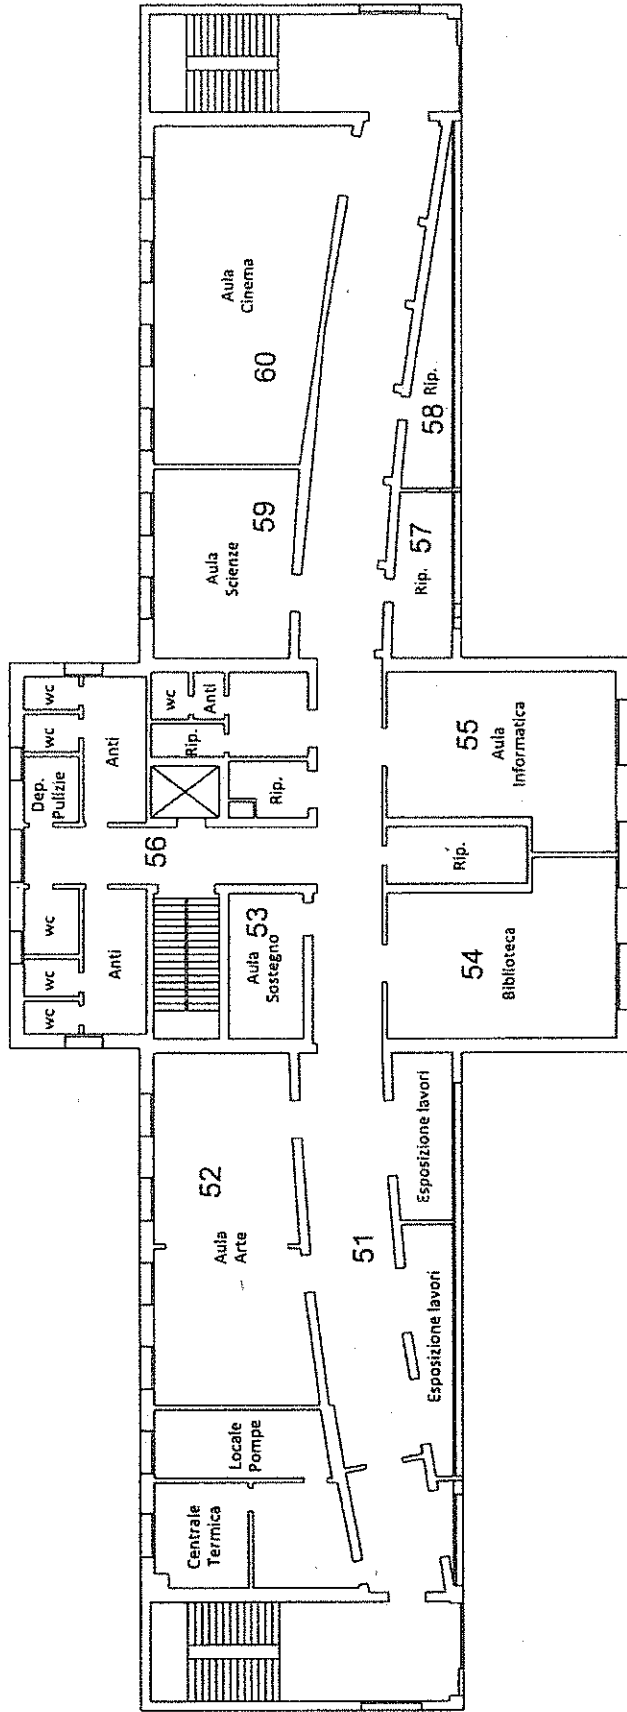 wc
wc
wc
Dep.
Pulizie
wc
wc
Anti
Anti
56
wc
Anti
Rip.
Rip.
Centrale
Termica
Locale
Pompe
Aula
Arte
52
Aula
Sostegno
53
Aula
Scienze
59
Aula
Cinema
60
51
Esposizione lavori
Esposizione lavori
54
Biblioteca
Rip.
55
Aula
Informatica
Rip.
57
58
Rip.